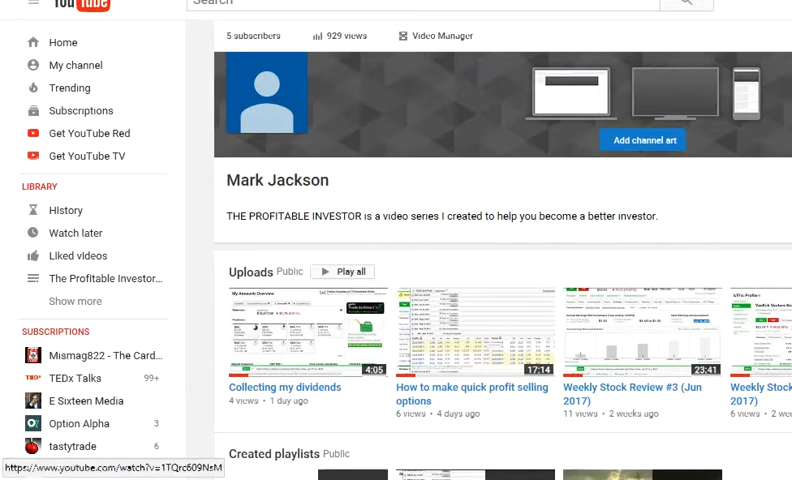 YouTube
Search
5 subscribers 929 views Video Manager
Home
My channel
Trending
Subscriptions
Get YouTube Red
Get YouTube TV
LIBRARY
History
Watch later
Liked videos
The Profitable Investor...
Show more
SUBSCRIPTIONS
Mismag822 - The Card...
TEDx Talks 99+
E Sixteen Media
Option Alpha 3
tastytrade 6
https://www.youtube.com/watch?v=1TQrc609NsM
Add channel art
Mark Jackson
THE PROFITABLE INVESTOR is a video series I created to help you become a better investor.
Uploads Public Play all
4:05
17:14
23:41
Collecting my dividends
4 views • 1 day ago
How to make quick profit selling
options
6 views • 4 days ago
Weekly Stock Review #3 (Jun
2017)
11 views • 2 weeks ago
Weekly Stoc
2017)
7 views • 2 we
Created playlists Public